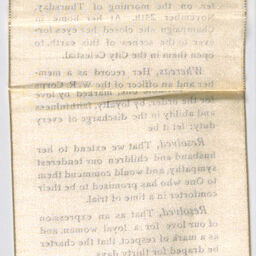 fer, on the morning of Thursday,
November 24th. At her home in
Champaign she closed her eyes for-
ever to the scenes of this earth, to
open them in the City Celestial.
Whereas, Her record as a mem-
ber and an officer of the W. R. Corps
marked by love
for the order, by loyalty, faithfulness
and ability in the discharge of every
duty; let it be
Resolved, That we extend to her
husband and children our tenderest
sympathy, and would commend them
to One who has promised to be their
comforter in a time of trial.
Resolved, That as an expression
of our love for a loyal woman, and
as a mark of respect, that the charter
be draped for thirty days.